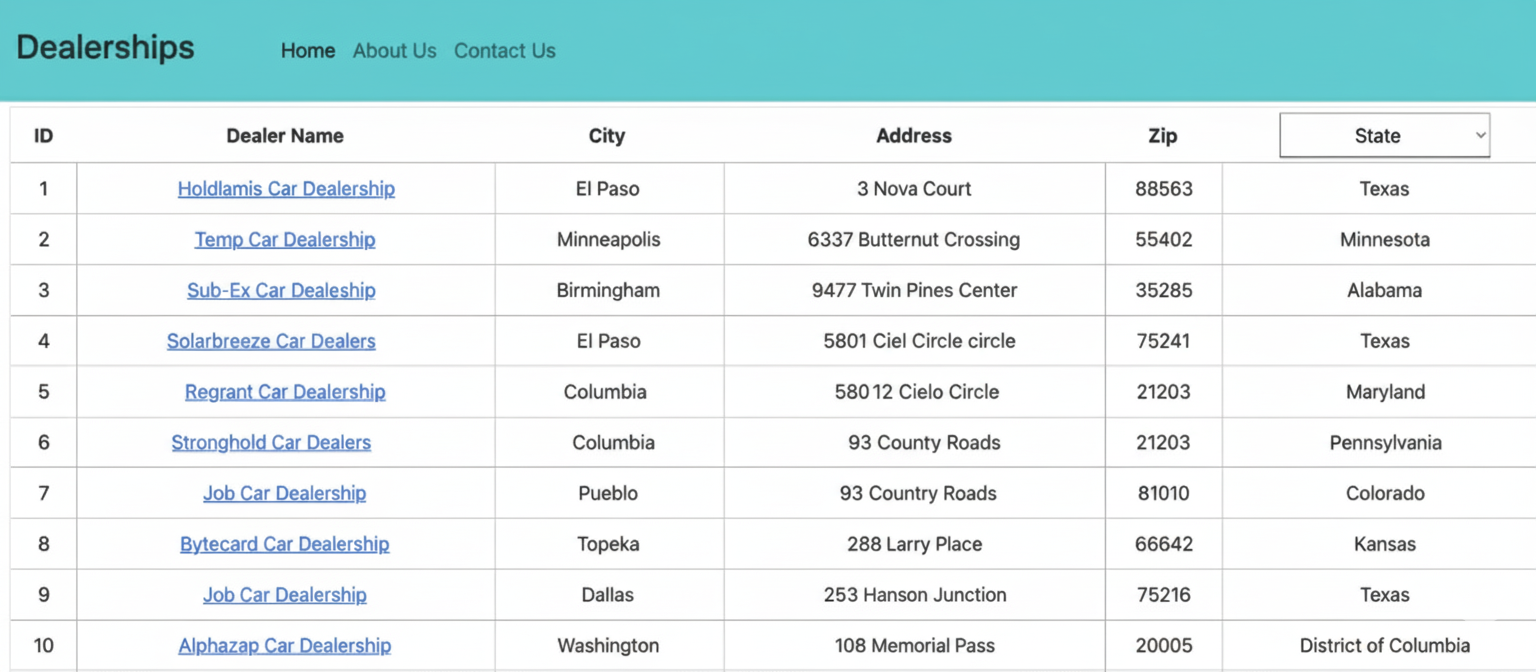 Dealerships Home About Us Contact Us
ID Dealer Name City Address Zip State
1 Holdlamis Car Dealership El Paso 3 Nova Court 88563 Texas
2 Temp Car Dealership Minneapolis 6337 Butternut Crossing 55402 Minnesota
3 Sub-Ex Car Dealeship Birmingham 9477 Twin Pines Center 35285 Alabama
4 Solarbreeze Car Dealers El Paso 5801 Ciel Circle circle 75241 Texas
5 Regrant Car Dealership Columbia 58012 Cielo Circle 21203 Maryland
6 Stronghold Car Dealers Columbia 93 County Roads 21203 Pennsylvania
7 Job Car Dealership Pueblo 93 Country Roads 81010 Colorado
8 Bytecard Car Dealership Topeka 288 Larry Place 66642 Kansas
9 Job Car Dealership Dallas 253 Hanson Junction 75216 Texas
10 Alphazap Car Dealership Washington 108 Memorial Pass 20005 District of Columbia